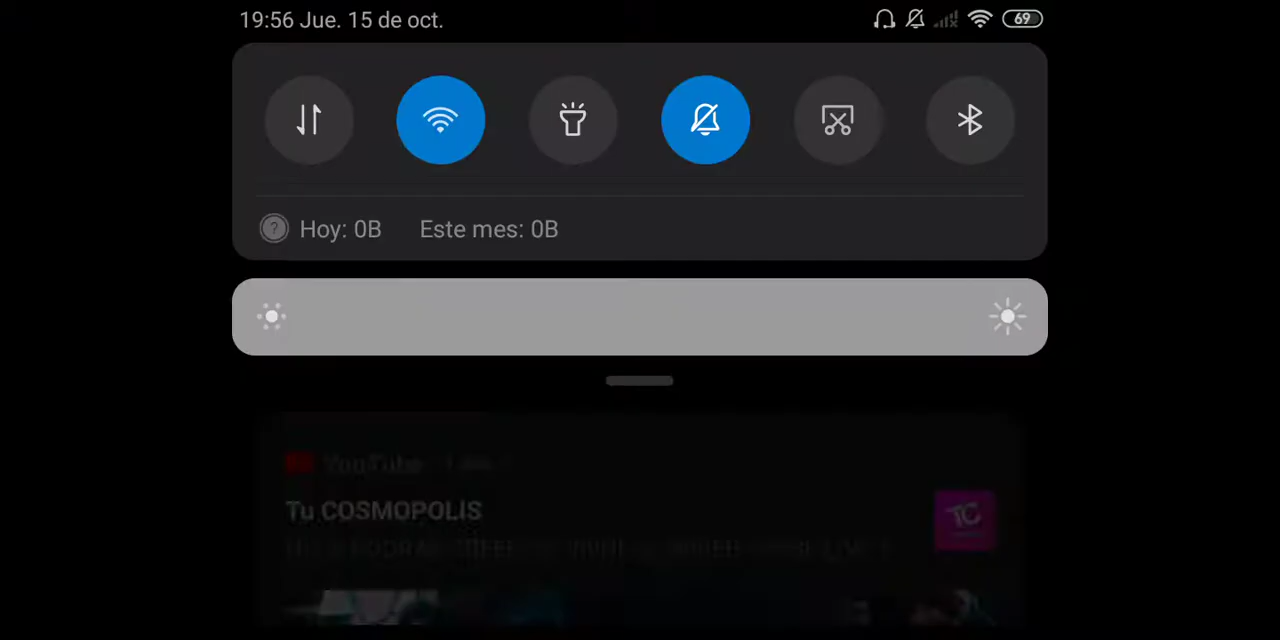 19:56 Jue. 15 de oct.
69
Hoy: 0B Este mes: 0B
YouTube
Tu COSMOPOLIS
TC